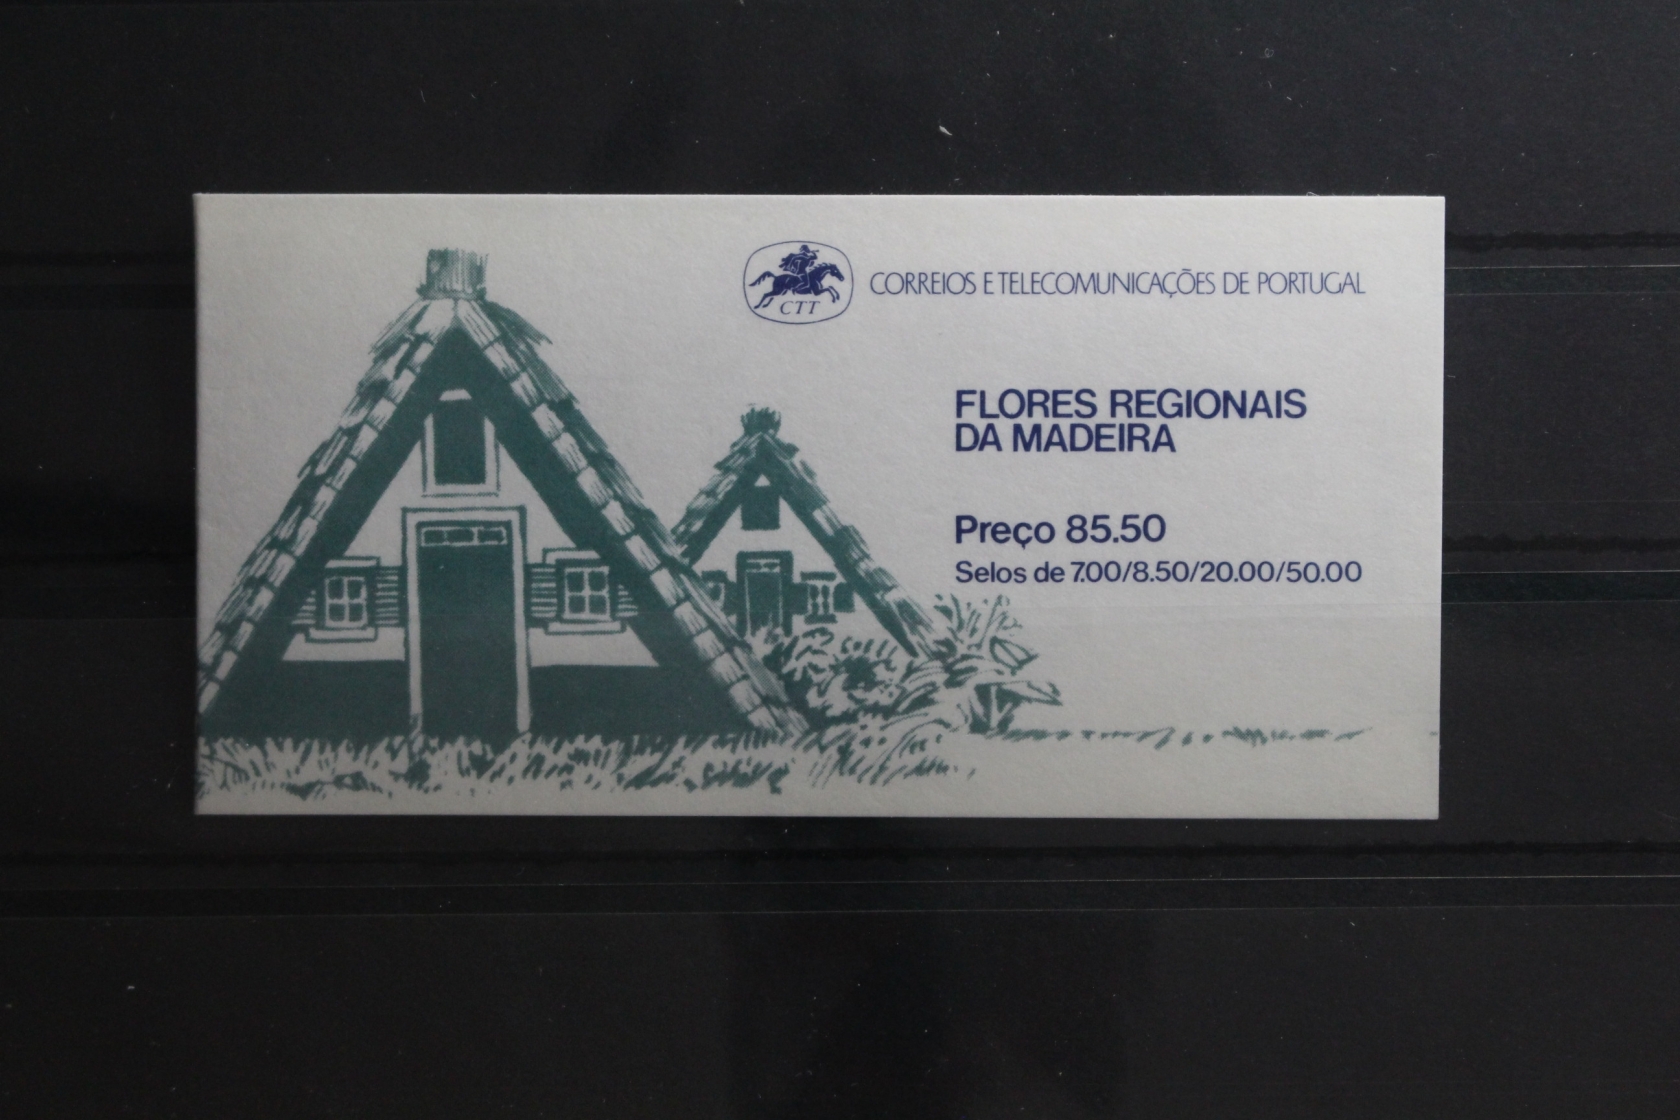 CTT
CORREIOS E TELECOMUNICAÇÕES DE PORTUGAL
FLORES REGIONAIS
DA MADEIRA
Preço 85.50
Selos de 7.00/8.50/20.00/50.00